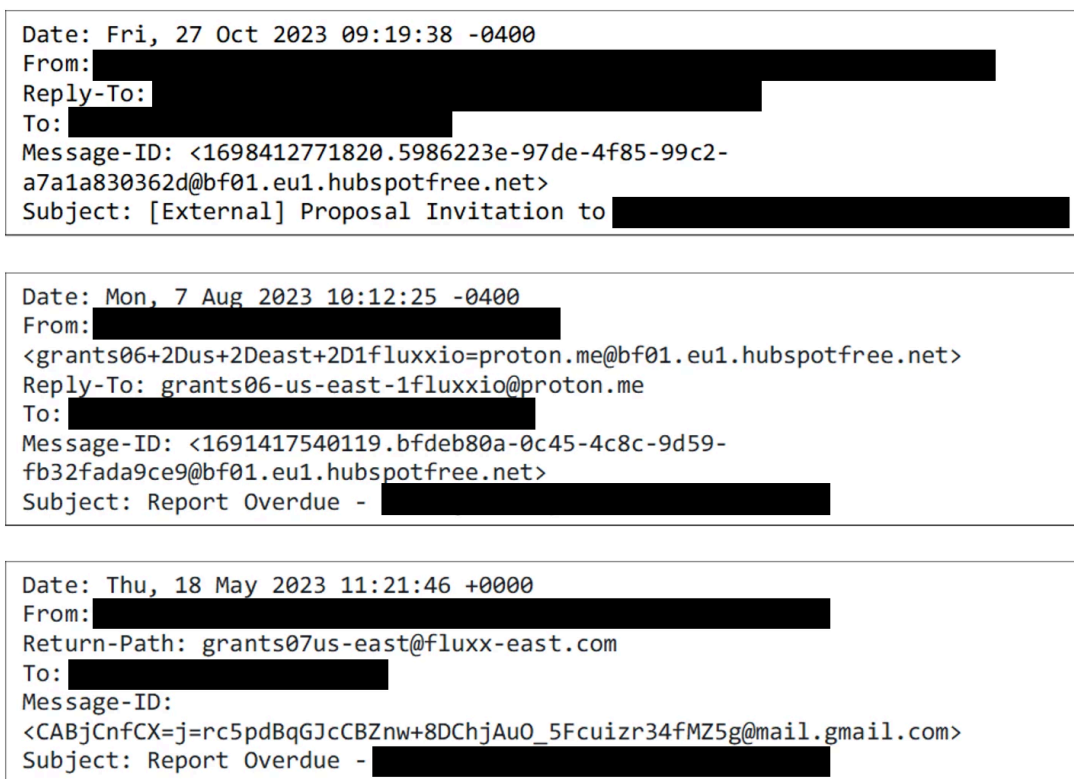 Date: Fri, 27 Oct 2023 09:19:38 -0400
From:
Reply-To:
To:
Message-ID: <1698412771820.5986223e-97de-4f85-99c2-
a7a1a830362d@bf01.eu1.hubspotfree.net>
Subject: [External] Proposal Invitation to
Date: Mon, 7 Aug 2023 10:12:25 -0400
From:
<grants06+2Dus+2Deast+2D1fluxxio=proton.me@bf01.eu1.hubspotfree.net>
Reply-To: grants06-us-east-1fluxxio@proton.me
To:
Message-ID: <1691417540119.bfdeb80a-0c45-4c8c-9d59-
fb32fada9ce9@bf01.eu1.hubspotfree.net>
Subject: Report Overdue -
Date: Thu, 18 May 2023 11:21:46 +0000
From:
Return-Path: grants07us-east@fluxx-east.com
To:
Message-ID:
<CABjCnfCX=j=rc5pdBqGJcCBZnw+8DChjAuO_5Fcuizr34fMZ5g@mail.gmail.com>
Subject: Report Overdue -